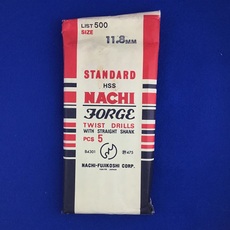 LIST 500
SIZE
11.8MM
STANDARD
HSS
NACHI
FORGE
TWIST DRILLS
WITH STRAIGHT SHANK
PCS 5
NACHI-FUJIKOSHI CORP.